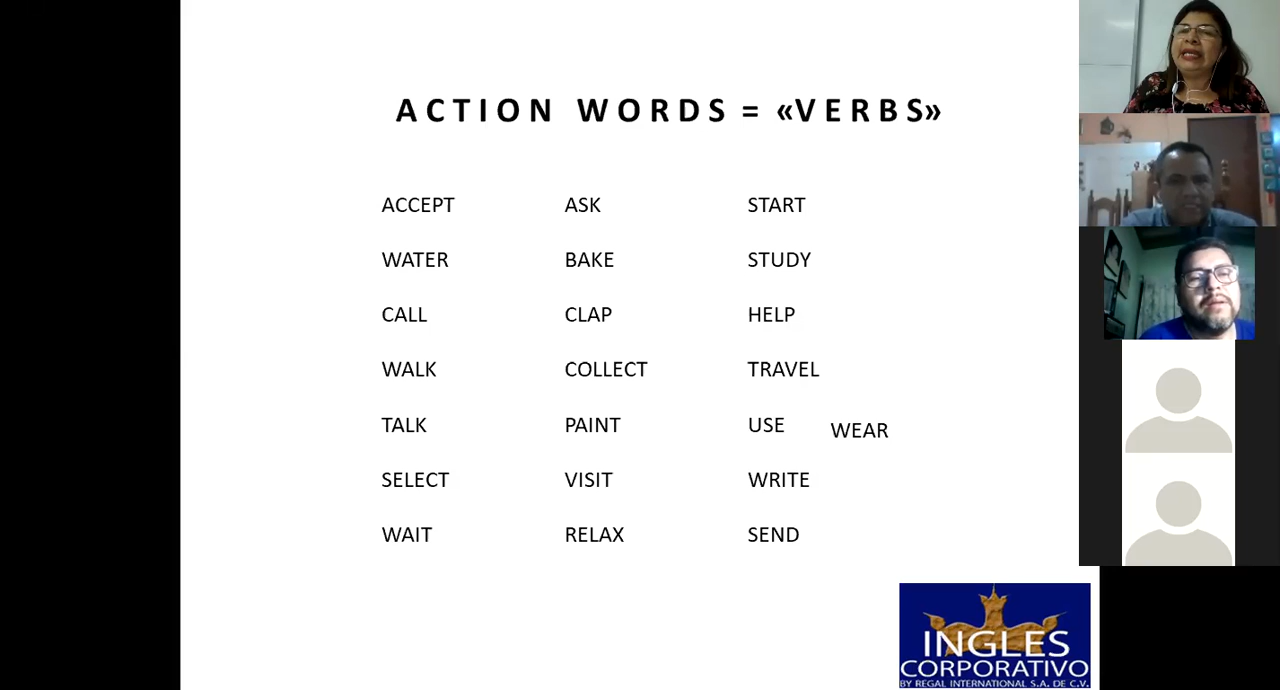 ACTION WORDS = «VERBS»
ACCEPT ASK START
WATER BAKE STUDY
CALL CLAP HELP
WALK COLLECT TRAVEL
TALK PAINT USE WEAR
SELECT VISIT WRITE
WAIT RELAX SEND
INGLES
CORPORATIVO
BY REGAL INTERNATIONAL S.A. DE C.V.